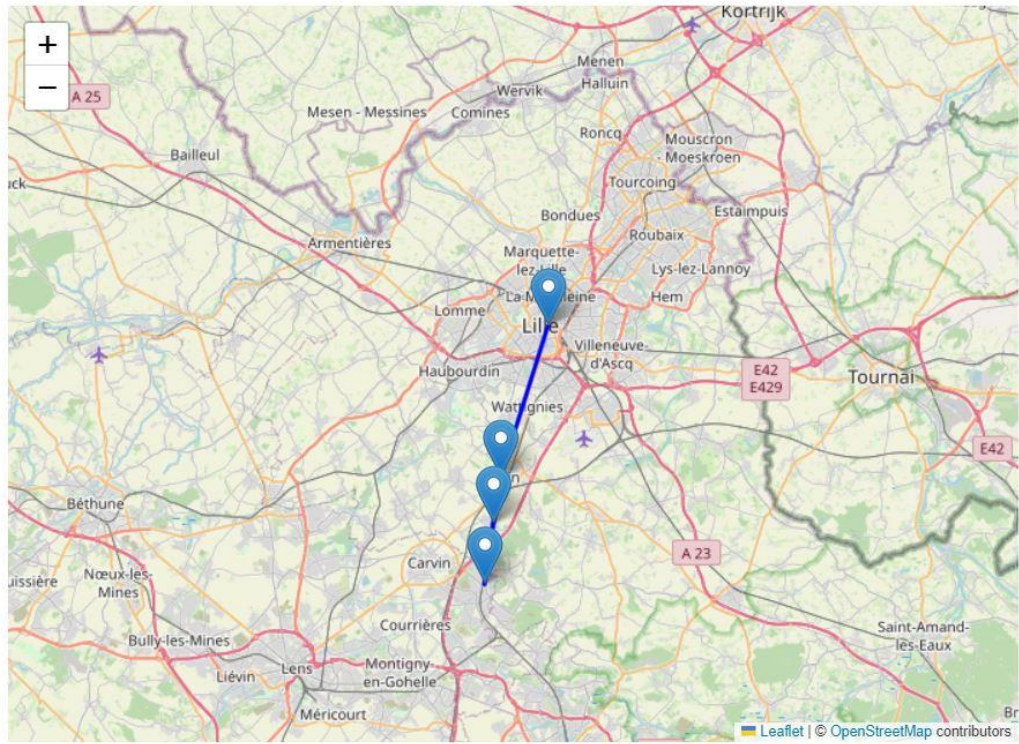 Kortrijk
+
−
A 25
Menen
Halluin
Wervik
Mesen - Messines
Comines
Roncq
Mouscron
- Moeskroen
Bailleul
Tourcoing
Estaimpuis
Bondues
Roubaix
Armentières
Marquette-
lez-Lille
Lys-lez-Lannoy
La Madeleine
Hem
Lomme
Lille
Villeneuve-
d'Ascq
Haubourdin
E42
E429
Tournai
Wattignies
E42
Béthune
A 23
Carvin
Nœux-les-
Mines
Courrières
Saint-Amand-
les-Eaux
Bully-les-Mines
Lens
Montigny-
en-Gohelle
Liévin
Méricourt
Leaflet | © OpenStreetMap contributors